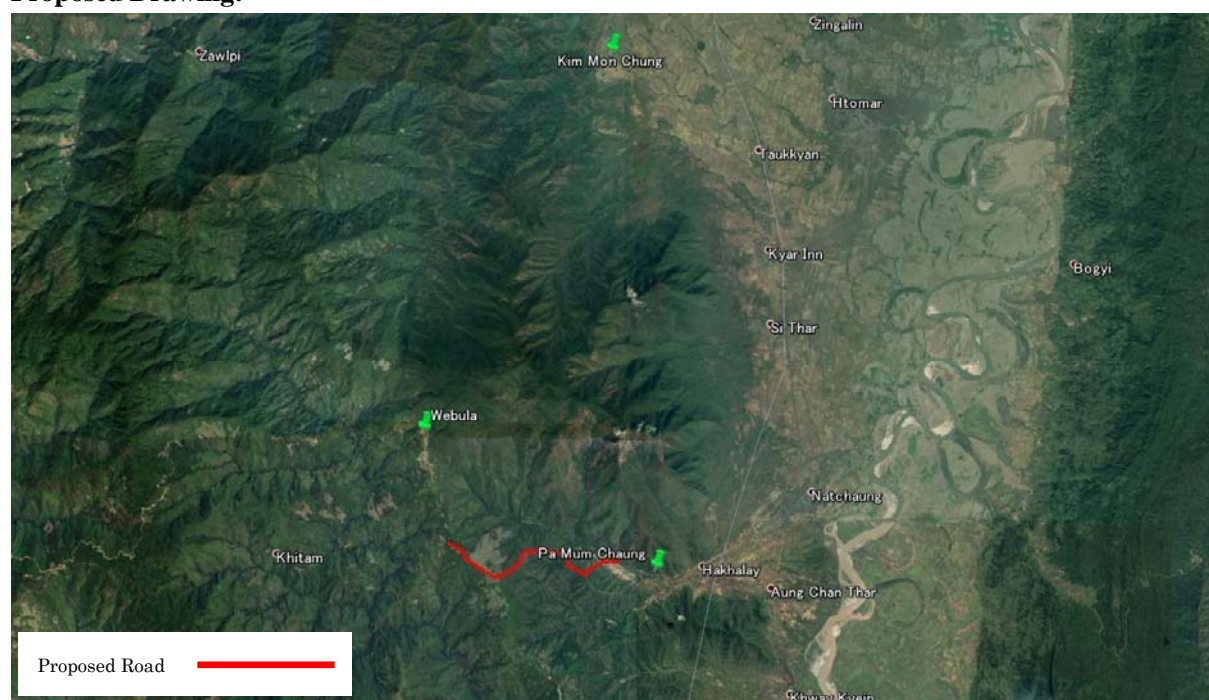 Proposed Drawing:
Zingalin
Zawlpi
Kim Mon Chung
Htomar
Taukkyan
Kyar Inn
Bogyi
Si Thar
Webula
Natchaung
Khitam
Pa Mum Chaung
Hakhalay
Aung Chan Thar
Proposed Road
Khway Kyein